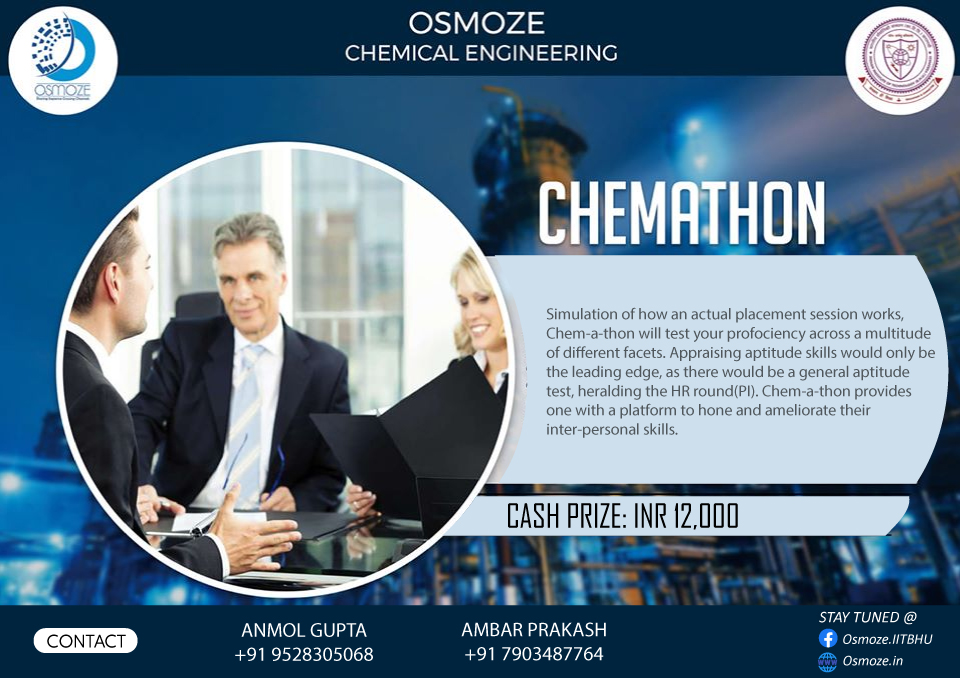 OSMOZE
CHEMICAL ENGINEERING
OSMOZE
CHEMATHON
Simulation of how an actual placement session works,
Chem-a-thon will test your profociency across a multitude
of different facets. Appraising aptitude skills would only be
the leading edge, as there would be a general aptitude
test, heralding the HR round(PI). Chem-a-thon provides
one with a platform to hone and ameliorate their
inter-personal skills.
CASH PRIZE: INR 12,000
CONTACT
ANMOL GUPTA
+91 9528305068
AMBAR PRAKASH
+91 7903487764
STAY TUNED @
Osmoze.IITBHU
Osmoze.in